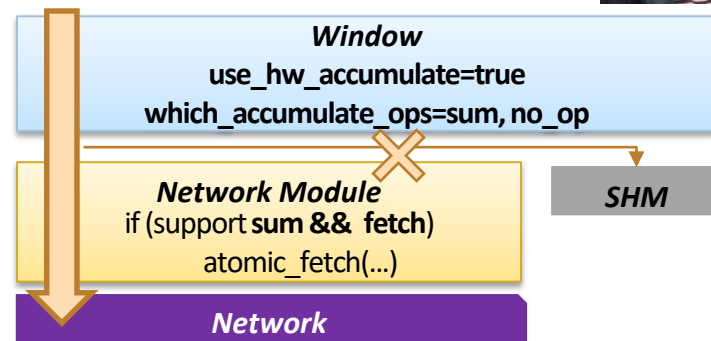 Window
use_hw_accumulate=true
which_accumulate_ops=sum, no_op
Network Module
if (support sum && fetch)
atomic_fetch(...)
SHM
Network